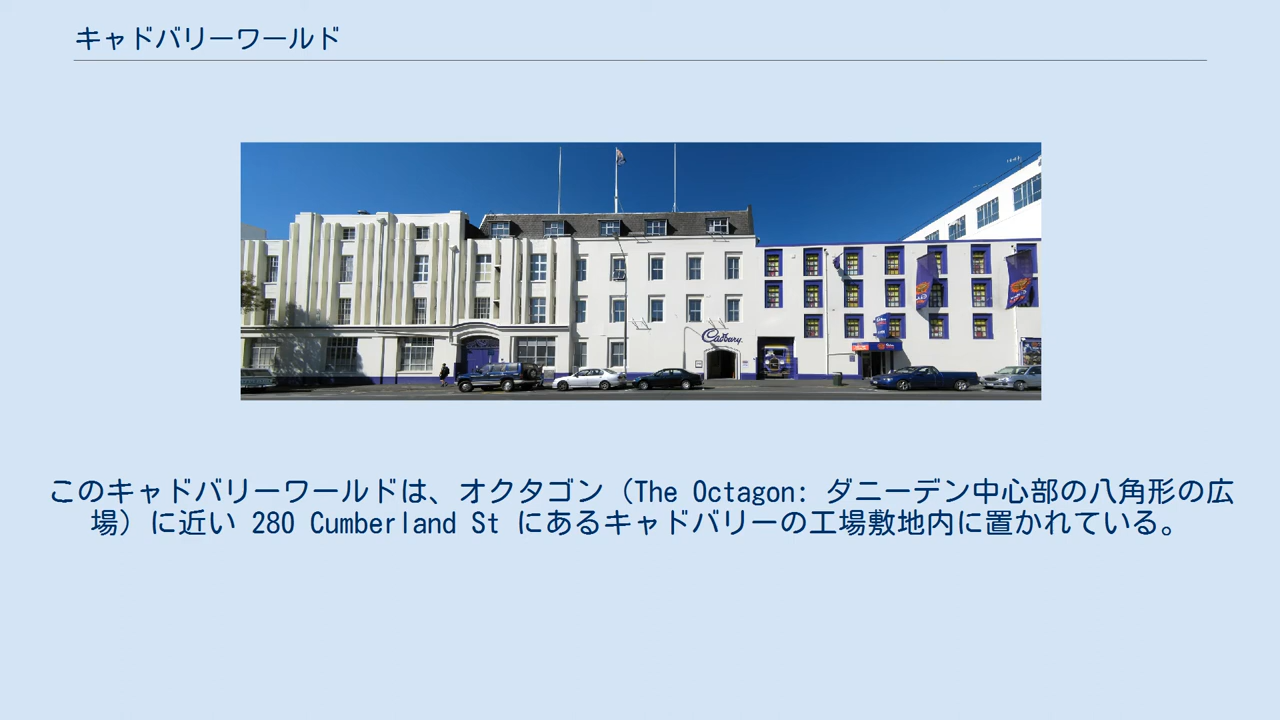 キャドバリーワールド
Cadbury
このキャドバリーワールドは、オクタゴン（The Octagon: ダニーデン中心部の八角形の広
場）に近い 280 Cumberland St にあるキャドバリーの工場敷地内に置かれている。